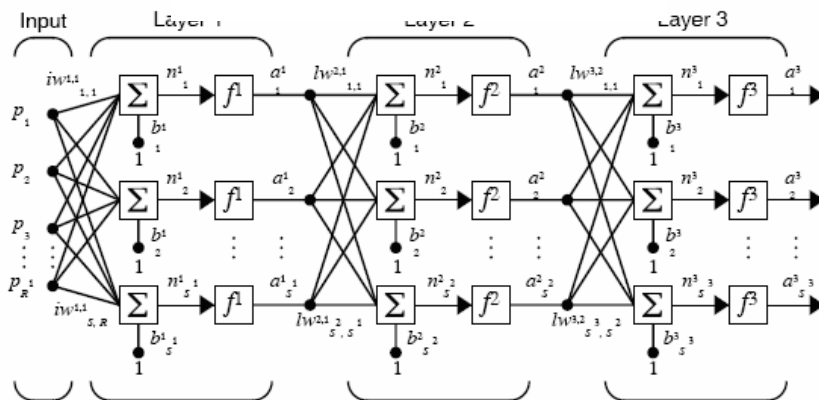 Input Layer 1 Layer 2 Layer 3
iw1,1 1, 1 n1 1 a1 1 lw2,1 1,1 n2 1 a2 1 lw3,2 1,1 n3 1 a3 1
Σ f1 Σ f2 Σ f3
p1
b1 1 b2 1 b3 1
1 1 1
p2 n1 2 a1 2 n2 2 a2 2 n3 2 a3 2
Σ f1 Σ f2 Σ f3
p3
b1 2 b2 2 b3 2
1 1 1
pR1 n1 s1 a1 s1 n2 s2 a2 s2 n3 s3 a3 s3
Σ f1 Σ f2 Σ f3
iw1,1 s, R lw2,1 s2, s1 lw3,2 s3, s2
b1 s1 b2 s2 b3 s3
1 1 1